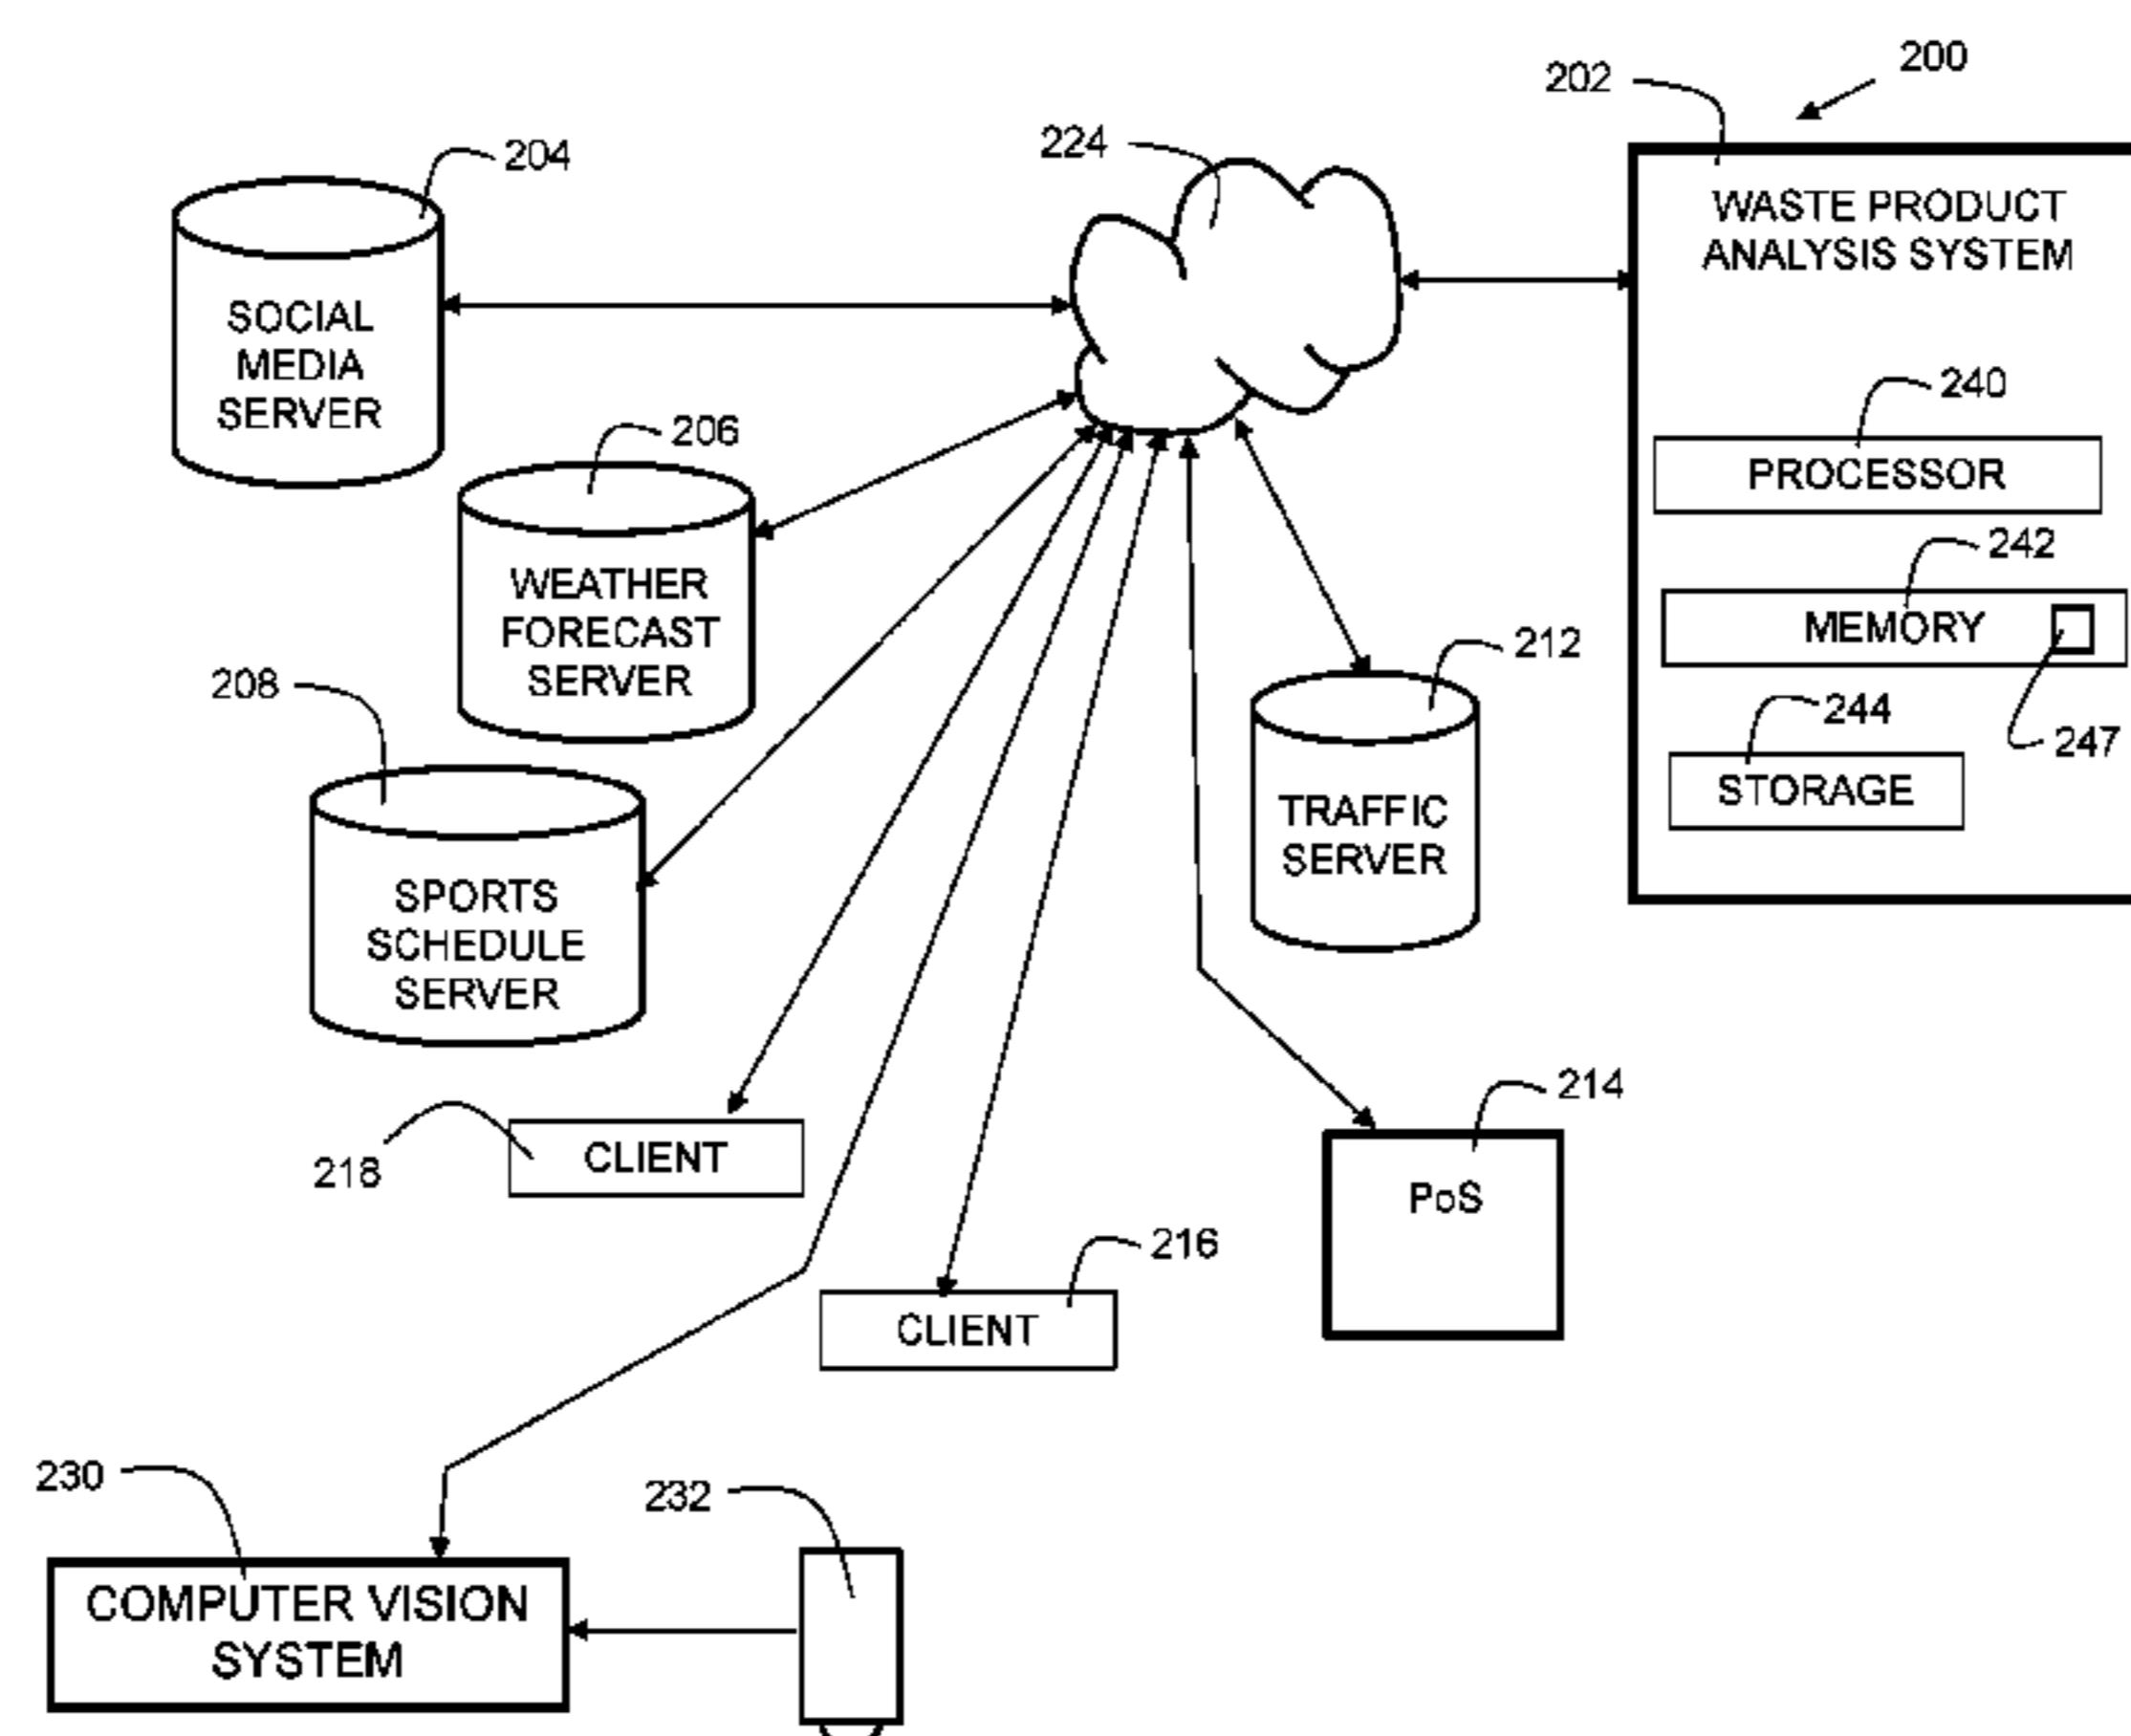 200
202
224
204
WASTE PRODUCT
ANALYSIS SYSTEM
SOCIAL
MEDIA
SERVER
240
206
PROCESSOR
242
WEATHER
FORECAST
SERVER
MEMORY
212
208
244
247
STORAGE
TRAFFIC
SERVER
SPORTS
SCHEDULE
SERVER
214
CLIENT
218
PoS
216
CLIENT
230
232
COMPUTER VISION
SYSTEM